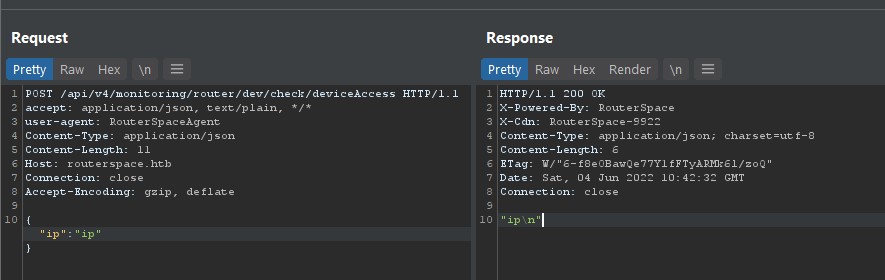 Request
Pretty Raw Hex \n
1 POST /api/v4/monitoring/router/dev/check/deviceAccess HTTP/1.1
2 accept: application/json, text/plain, */*
3 user-agent: RouterSpaceAgent
4 Content-Type: application/json
5 Content-Length: 11
6 Host: routerspace.htb
7 Connection: close
8 Accept-Encoding: gzip, deflate
9
10 {
"ip":"ip"
}
Response
Pretty Raw Hex Render \n
1 HTTP/1.1 200 OK
2 X-Powered-By: RouterSpace
3 X-Cdn: RouterSpace-9922
4 Content-Type: application/json; charset=utf-8
5 Content-Length: 6
6 ETag: W/"6-f8e0BawQe77YlfFTyARMk6l/zoQ"
7 Date: Sat, 04 Jun 2022 10:42:32 GMT
8 Connection: close
9
10 "ip\n"